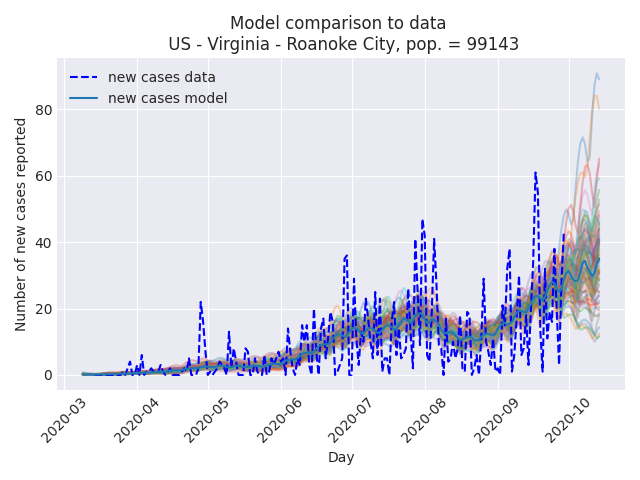 Model comparison to data
US - Virginia - Roanoke City, pop. = 99143
new cases data
new cases model
Number of new cases reported
80
60
40
20
0
2020-03
2020-04
2020-05
2020-06
2020-07
2020-08
2020-09
2020-10
Day